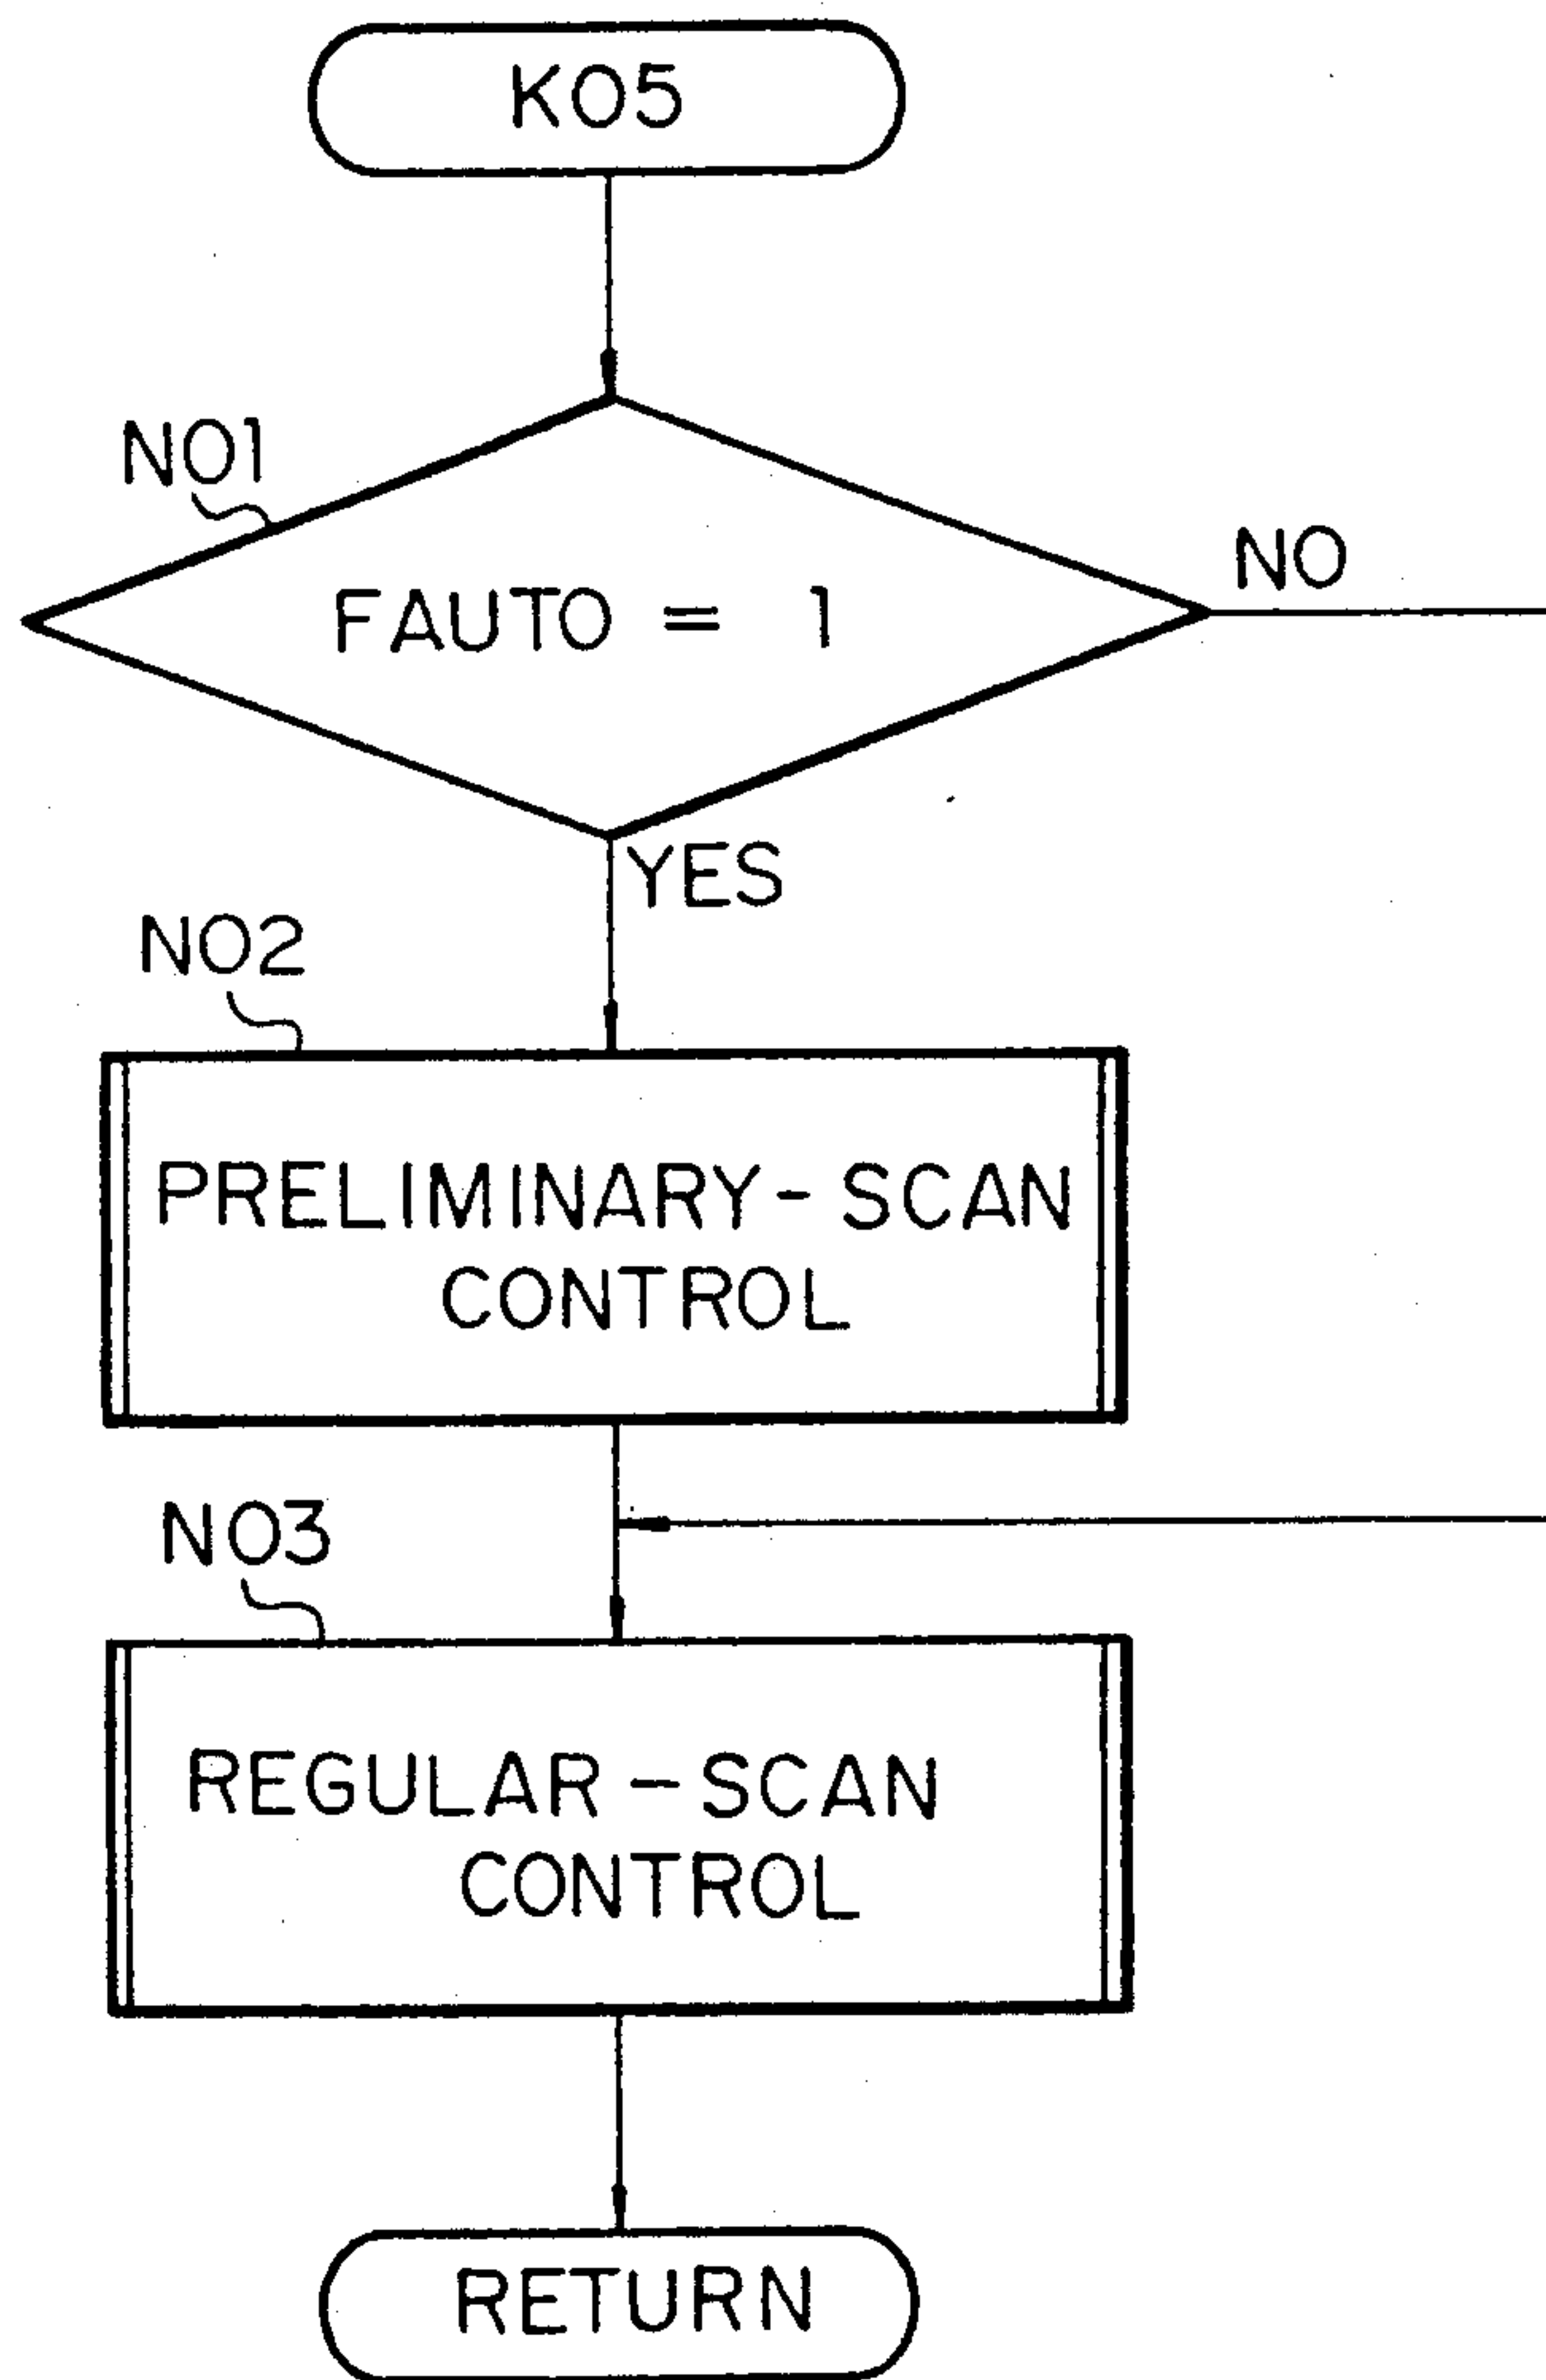 K05
N01
FAUTO = 1
NO
YES
N02
PRELIMINARY-SCAN
CONTROL
N03
REGULAR-SCAN
CONTROL
RETURN